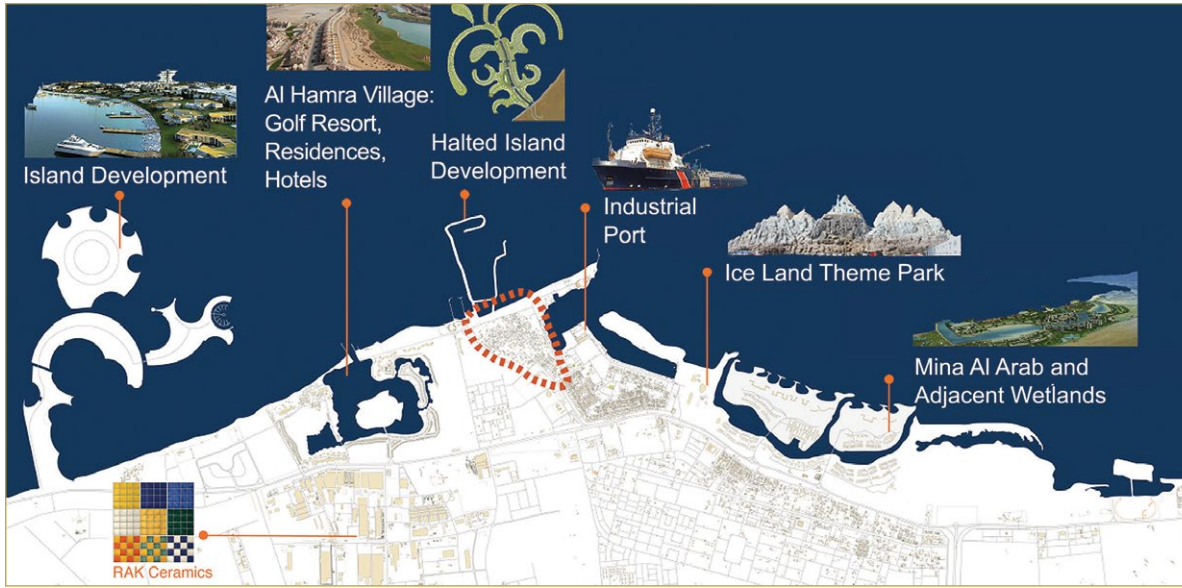 Island Development
Al Hamra Village:
Golf Resort,
Residences,
Hotels
Halted Island
Development
Industrial
Port
Ice Land Theme Park
Mina Al Arab and
Adjacent Wetlands
RAK Ceramics